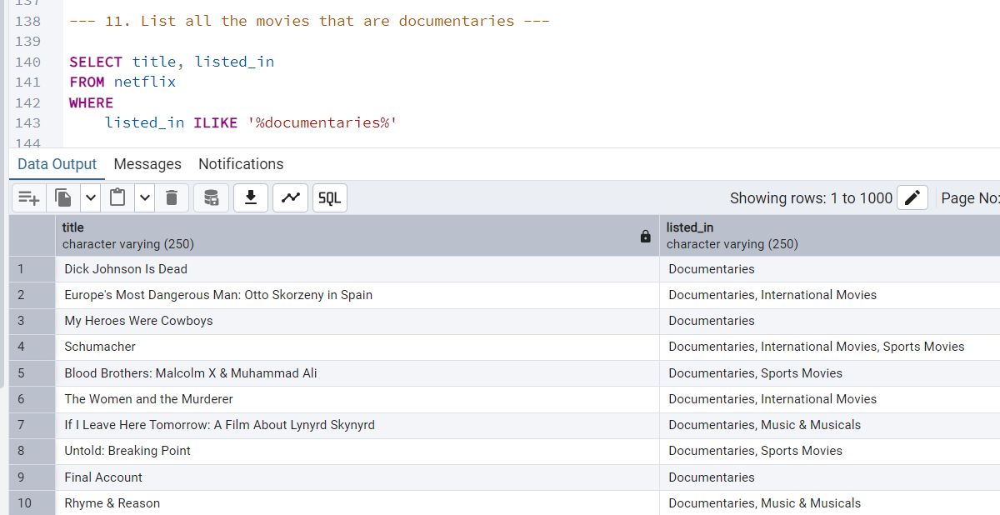 137
138 --- 11. List all the movies that are documentaries ---
139
140 SELECT title, listed_in
141 FROM netflix
142 WHERE
143 listed_in ILIKE '%documentaries%'
144
Data Output Messages Notifications
SQL Showing rows: 1 to 1000 Page No:
title listed_in
character varying (250) character varying (250)
1 Dick Johnson Is Dead Documentaries
2 Europe's Most Dangerous Man: Otto Skorzeny in Spain Documentaries, International Movies
3 My Heroes Were Cowboys Documentaries
4 Schumacher Documentaries, International Movies, Sports Movies
5 Blood Brothers: Malcolm X & Muhammad Ali Documentaries, Sports Movies
6 The Women and the Murderer Documentaries, International Movies
7 If I Leave Here Tomorrow: A Film About Lynyrd Skynyrd Documentaries, Music & Musicals
8 Untold: Breaking Point Documentaries, Sports Movies
9 Final Account Documentaries
10 Rhyme & Reason Documentaries, Music & Musicals